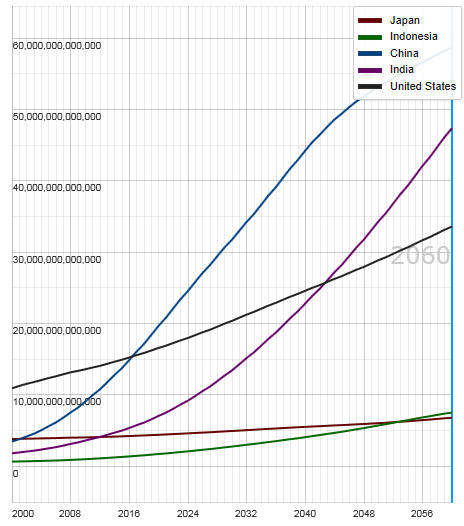 Japan
Indonesia
China
India
United States
60,000,000,000,000
50,000,000,000,000
40,000,000,000,000
30,000,000,000,000
2060
20,000,000,000,000
10,000,000,000,000
0
2000 2008 2016 2024 2032 2040 2048 2056